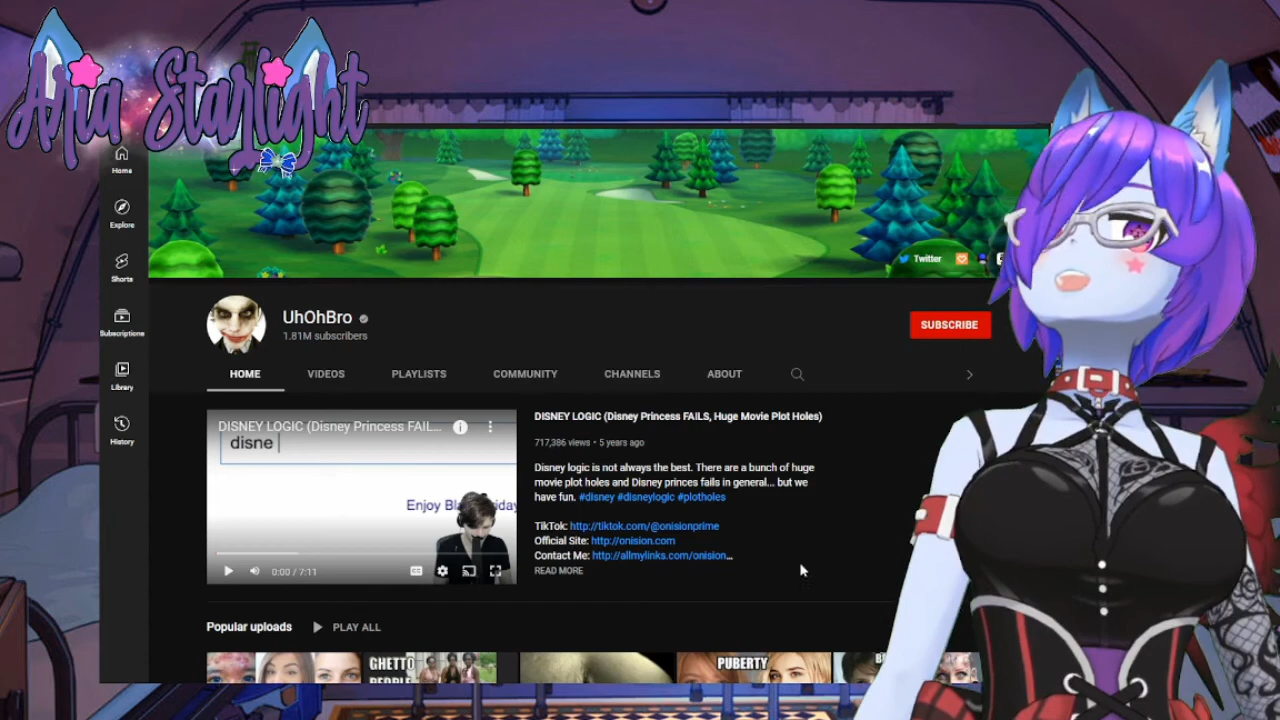 Aria Starlight
Home
Explore
Shorts
Subscriptions
Library
History
Twitter
UhOhBro
1.81M subscribers
SUBSCRIBE
HOME VIDEOS PLAYLISTS COMMUNITY CHANNELS ABOUT
DISNEY LOGIC (Disney Princess FAIL...
disne
Enjoy
0:00 / 7:11
DISNEY LOGIC (Disney Princess FAILS, Huge Movie Plot Holes)
717,386 views • 5 years ago
Disney logic is not always the best. There are a bunch of huge
movie plot holes and Disney princes fails in general... but we
have fun. #disney #disneylogic #plotholes
TikTok: http://tiktok.com/@onisionprime
Official Site: http://onision.com
Contact Me: http://allmylinks.com/onision...
READ MORE
Popular uploads PLAY ALL
GHETTO
PEOPLE
PUBERTY